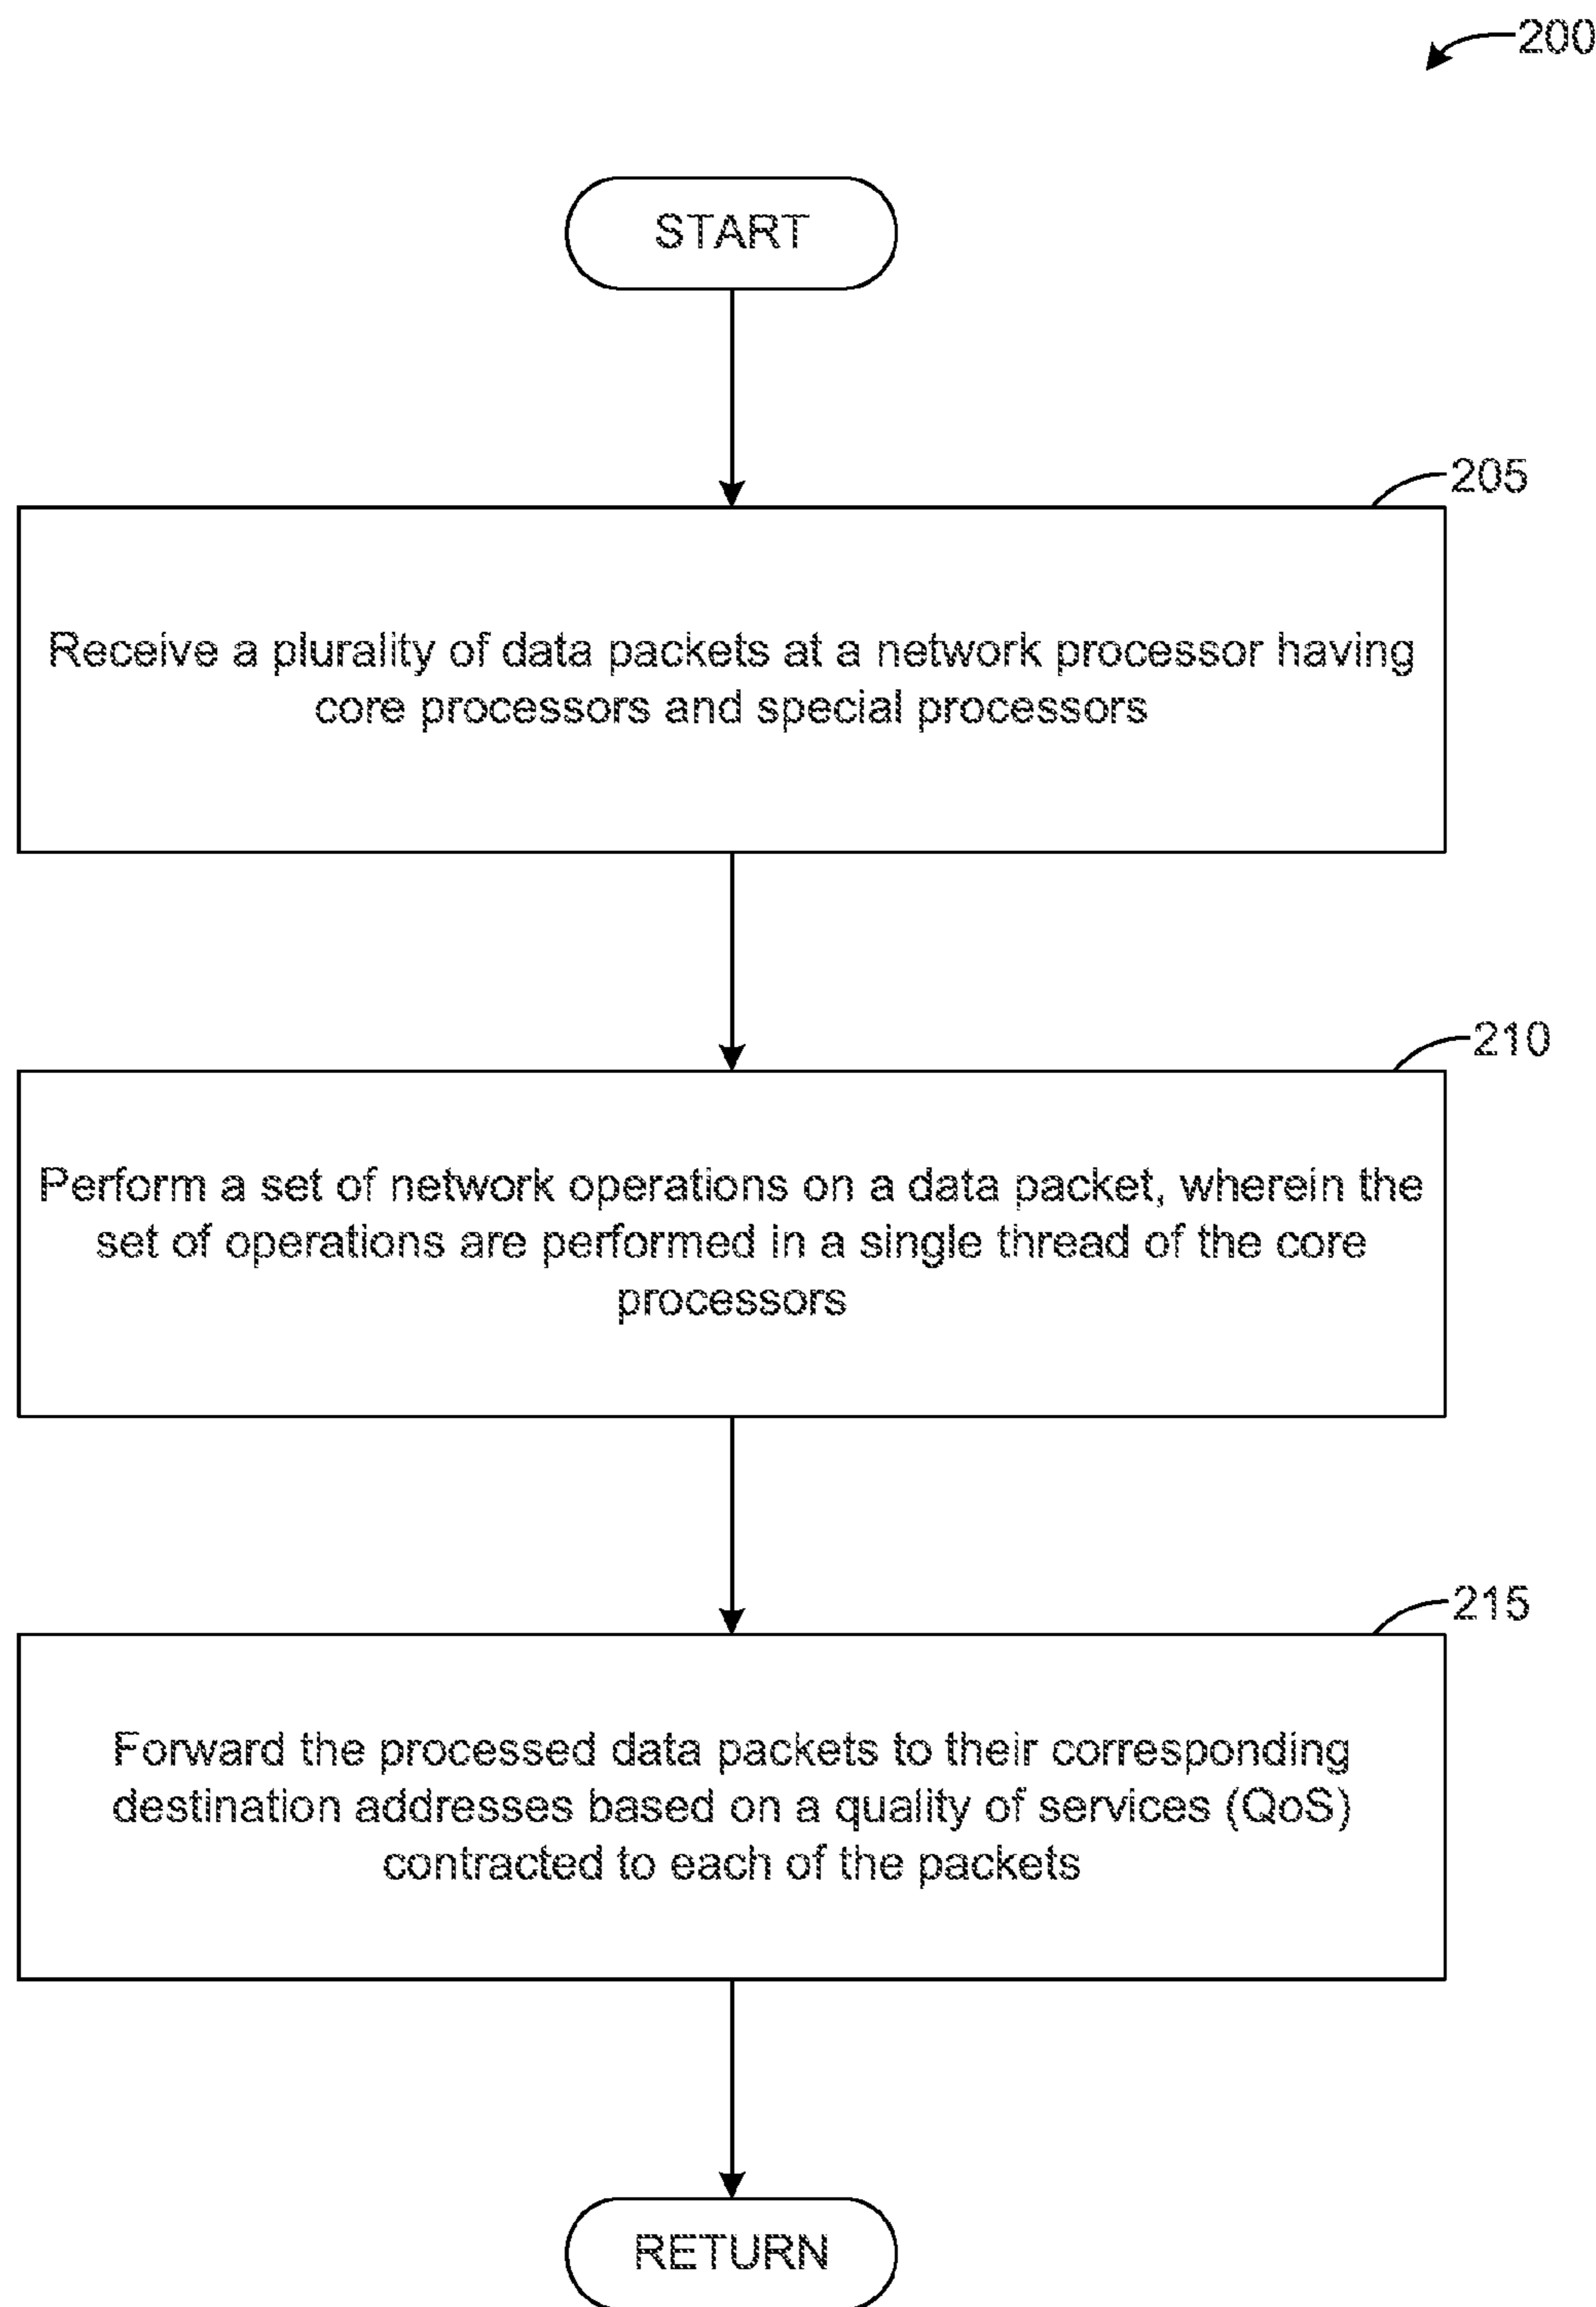 200
START
205
Receive a plurality of data packets at a network processor having
core processors and special processors
210
Perform a set of network operations on a data packet, wherein the
set of operations are performed in a single thread of the core
processors
215
Forward the processed data packets to their corresponding
destination addresses based on a quality of services (QoS)
contracted to each of the packets
RETURN